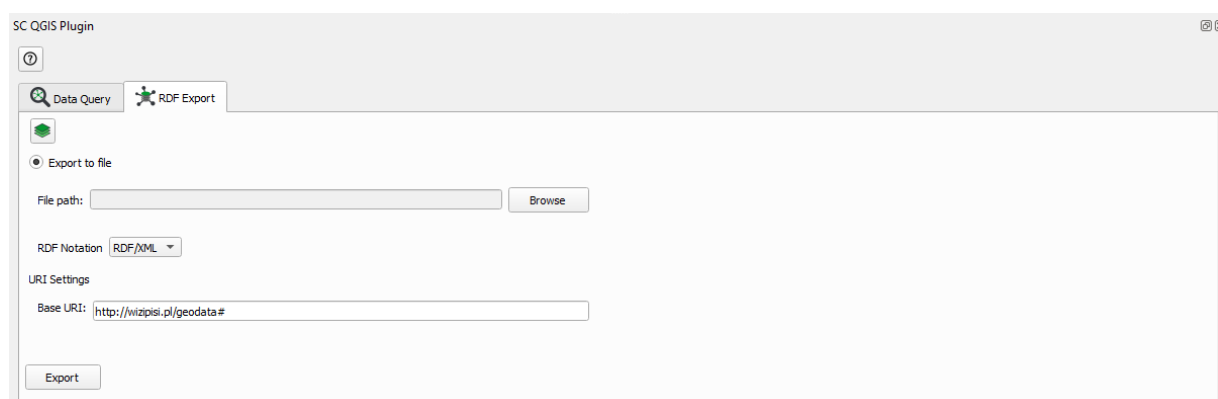 SC QGIS Plugin
Data Query RDF Export
Export to file
File path: Browse
RDF Notation RDF/XML
URI Settings
Base URI: http://wizipisi.pl/geodata#
Export